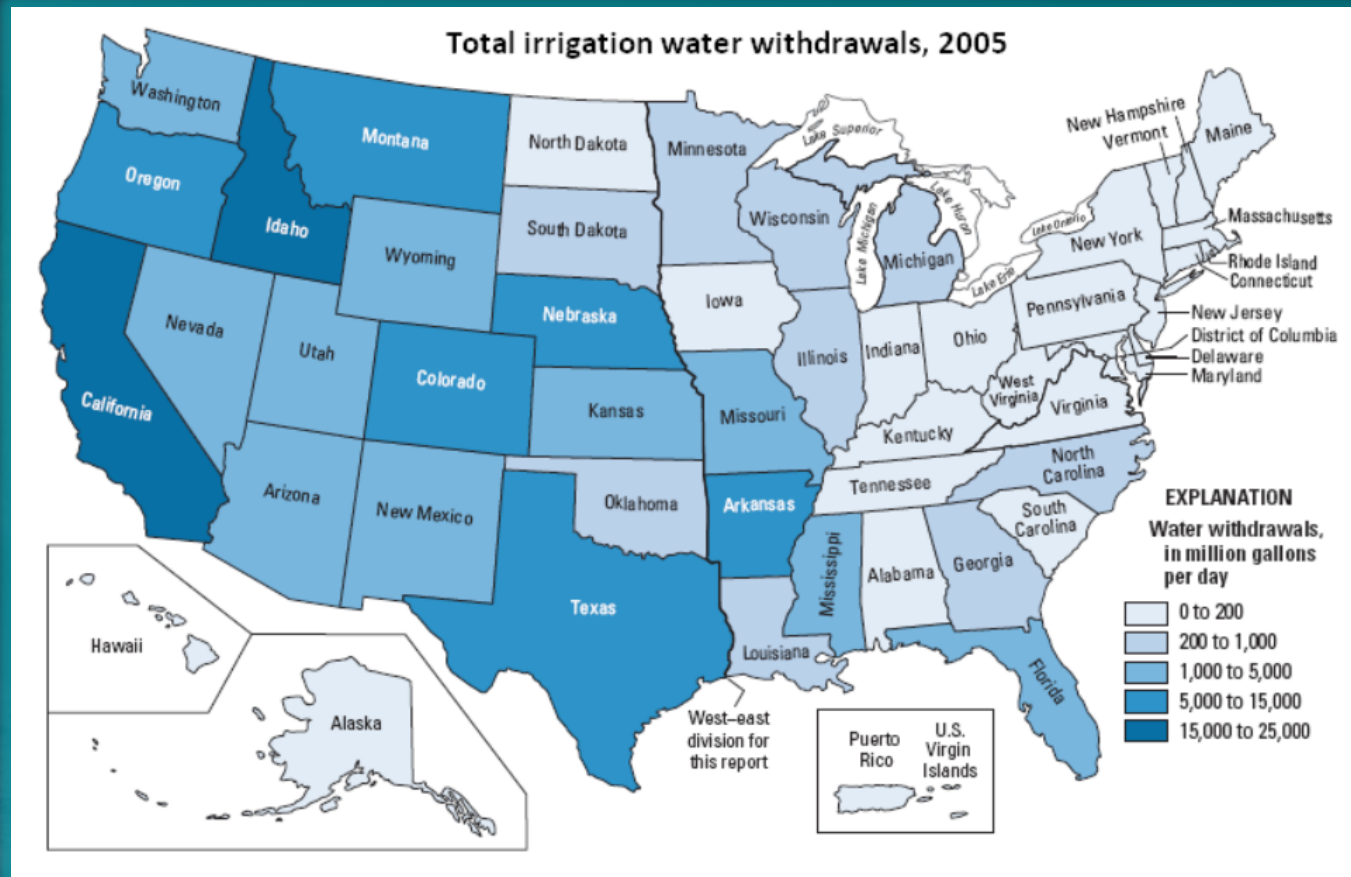 Total irrigation water withdrawals, 2005
Washington
Oregon
California
Idaho
Nevada
Montana
Wyoming
Utah
Arizona
Colorado
New Mexico
North Dakota
South Dakota
Nebraska
Kansas
Oklahoma
Texas
Minnesota
Iowa
Missouri
Arkansas
Louisiana
Wisconsin
Illinois
Mississippi
Lake Superior
Lake Michigan
Lake Huron
Lake Erie
Lake Ontario
Michigan
Indiana
Ohio
Kentucky
Tennessee
Alabama
Georgia
Florida
South
Carolina
North
Carolina
Virginia
West
Virginia
Pennsylvania
New York
Vermont
New Hampshire
Maine
Massachusetts
Rhode Island
Connecticut
New Jersey
District of Columbia
Delaware
Maryland
Hawaii
Alaska
West–east
division for
this report
Puerto
Rico
U.S.
Virgin
Islands
EXPLANATION
Water withdrawals,
in million gallons
per day
0 to 200
200 to 1,000
1,000 to 5,000
5,000 to 15,000
15,000 to 25,000